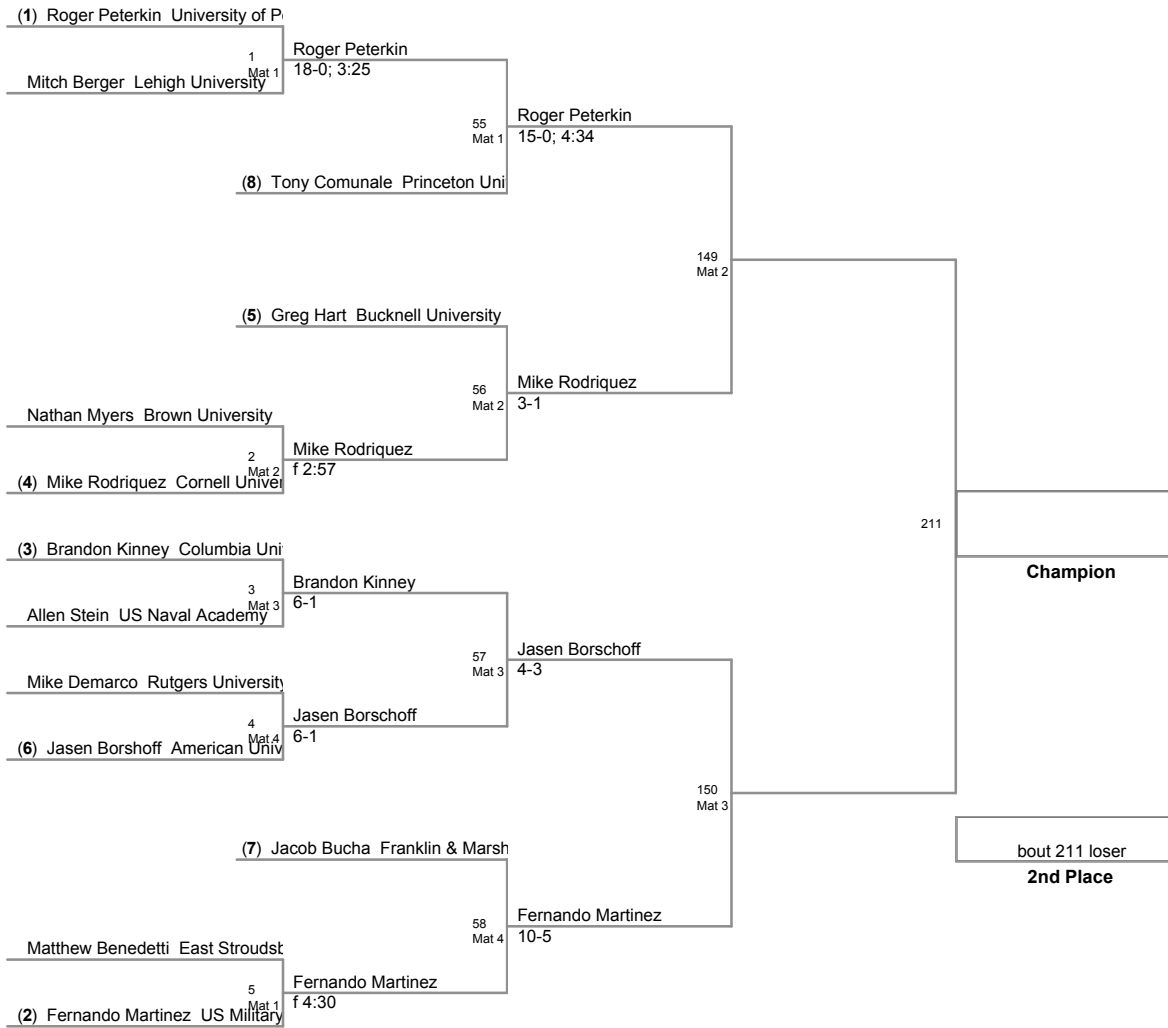 (1) Roger Peterkin University of P
1
Mat 1
Roger Peterkin
18-0; 3:25
Mitch Berger Lehigh University
55
Mat 1
Roger Peterkin
15-0; 4:34
(8) Tony Comunale Princeton Uni
149
Mat 2
(5) Greg Hart Bucknell University
56
Mat 2
Mike Rodriquez
3-1
Nathan Myers Brown University
2
Mat 2
Mike Rodriquez
f 2:57
(4) Mike Rodriquez Cornell Univer
211
Champion
(3) Brandon Kinney Columbia Uni
3
Mat 3
Brandon Kinney
6-1
Allen Stein US Naval Academy
57
Mat 3
Jasen Borschoff
4-3
Mike Demarco Rutgers University
4
Mat 4
Jasen Borschoff
6-1
(6) Jasen Borshoff American Univ
150
Mat 3
(7) Jacob Bucha Franklin & Marsh
bout 211 loser
2nd Place
58
Mat 4
Fernando Martinez
10-5
Matthew Benedetti East Stroudsb
5
Mat 1
Fernando Martinez
f 4:30
(2) Fernando Martinez US Military